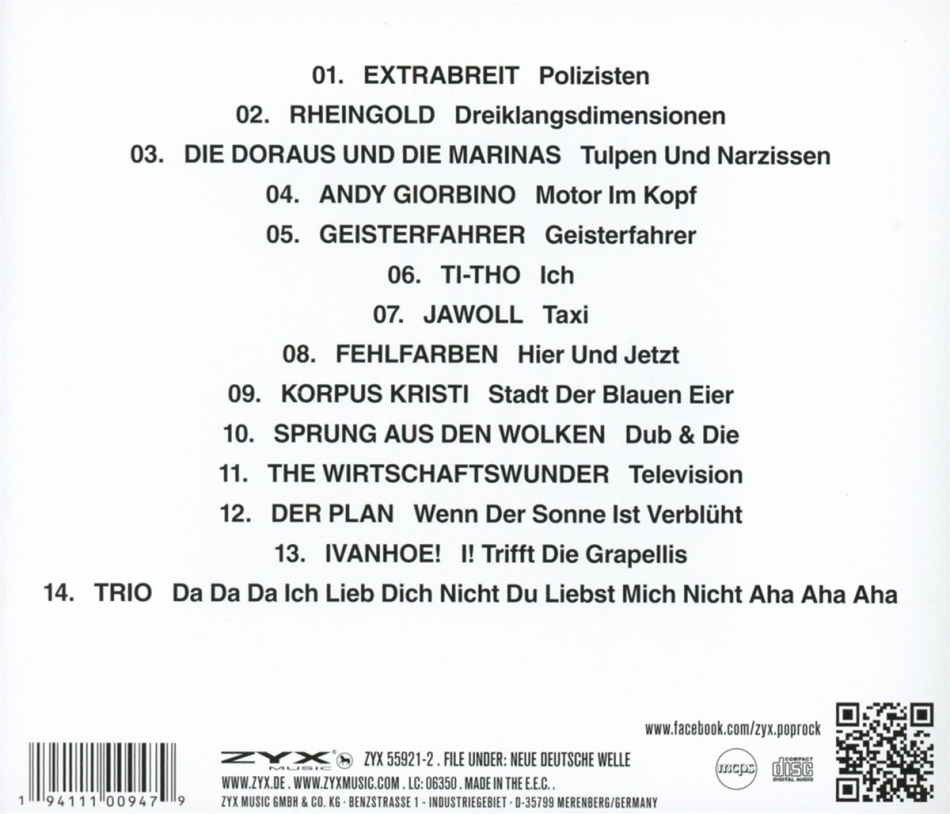 01. EXTRABREIT Polizisten
02. RHEINGOLD Dreiklangsdimensionen
03. DIE DORAUS UND DIE MARINAS Tulpen Und Narzissen
04. ANDY GIORBINO Motor Im Kopf
05. GEISTERFAHRER Geisterfahrer
06. TI-THO Ich
07. JAWOLL Taxi
08. FEHLFARBEN Hier Und Jetzt
09. KORPUS KRISTI Stadt Der Blauen Eier
10. SPRUNG AUS DEN WOLKEN Dub & Die
11. THE WIRTSCHAFTSWUNDER Television
12. DER PLAN Wenn Der Sonne Ist Verblüht
13. IVANHOE! I! Trifft Die Grapellis
14. TRIO Da Da Da Ich Lieb Dich Nicht Du Liebst Mich Nicht Aha Aha Aha
www.facebook.com/zyx.poprock
ZYX® MUSIC ZYX 55921-2 . FILE UNDER: NEUE DEUTSCHE WELLE
WWW.ZYX.DE . WWW.ZYXMUSIC.COM . LC: 06350 . MADE IN THE E.E.C. .
ZYX MUSIC GMBH & CO. KG · BENZSTRASSE 1 - INDUSTRIEGEBIET · D-35799 MERENBERG/GERMANY
1 94111 00947 9
mcps
COMPACT disc DIGITAL AUDIO